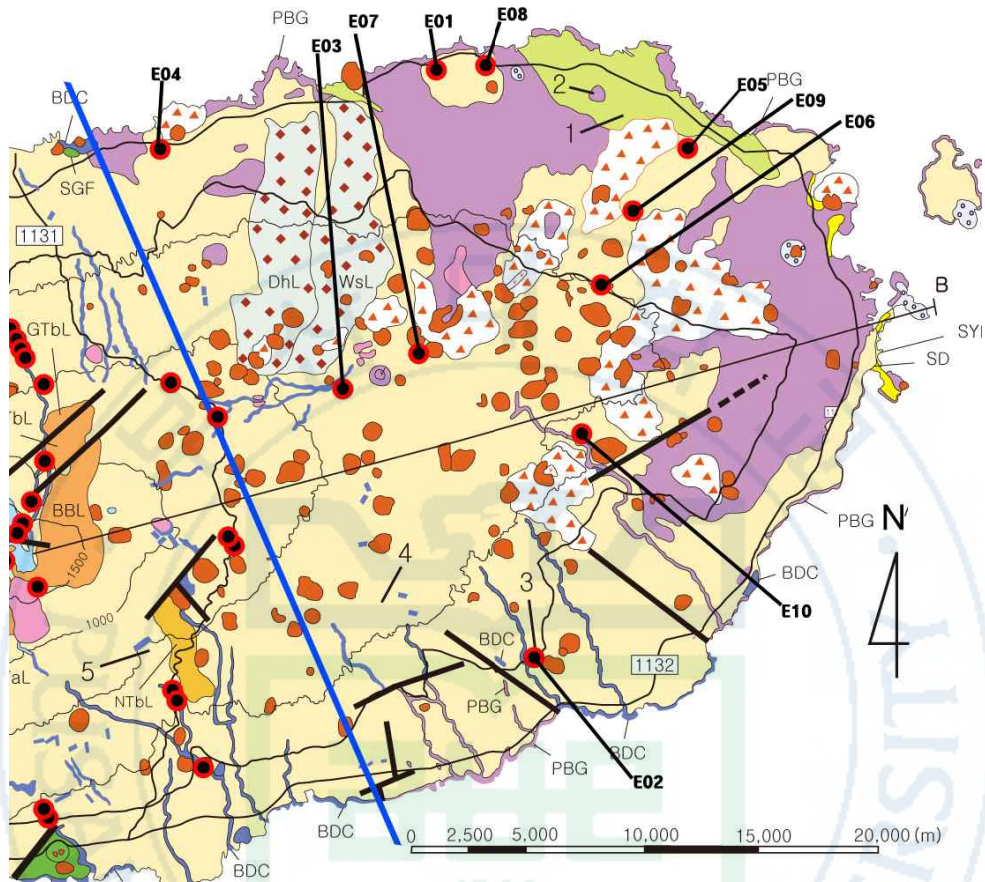 PBG
E07
E01
E08
E03
E04
BDC
2
E05
PBG
E09
1
E06
SGF
1131
DhL
WsL
B
GTbL
SD
TbL
BBL
1500
PBG
N
4
BDC
1000
3
E10
5
BDC
1132
NTbL
PBG
BDC
PBG
E02
BDC
0
2,500
5,000
10,000
15,000
20,000 (m)
BDC